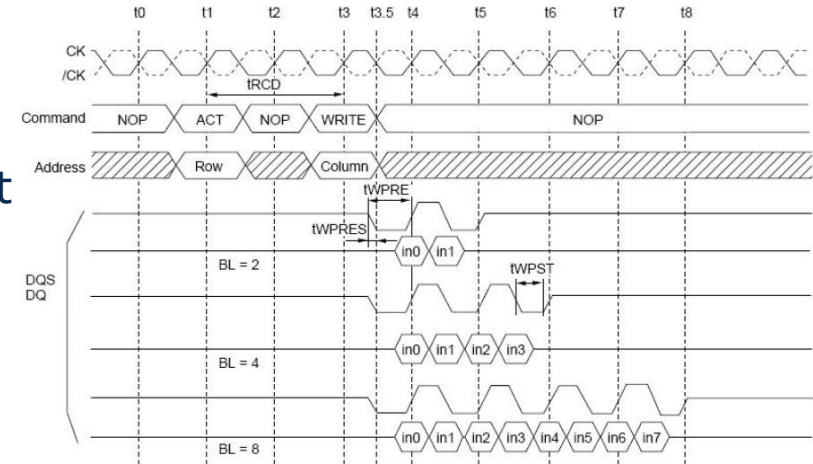 t0 t1 t2 t3 t3.5 t4 t5 t6 t7 t8
CK
/CK
tRCD
Command NOP ACT NOP WRITE NOP
Address Row Column
t
tWPRE
tWPRES
in0 in1
BL = 2
tWPST
DQS
DQ
in0 in1 in2 in3
BL = 4
in0 in1 in2 in3 in4 in5 in6 in7
BL = 8